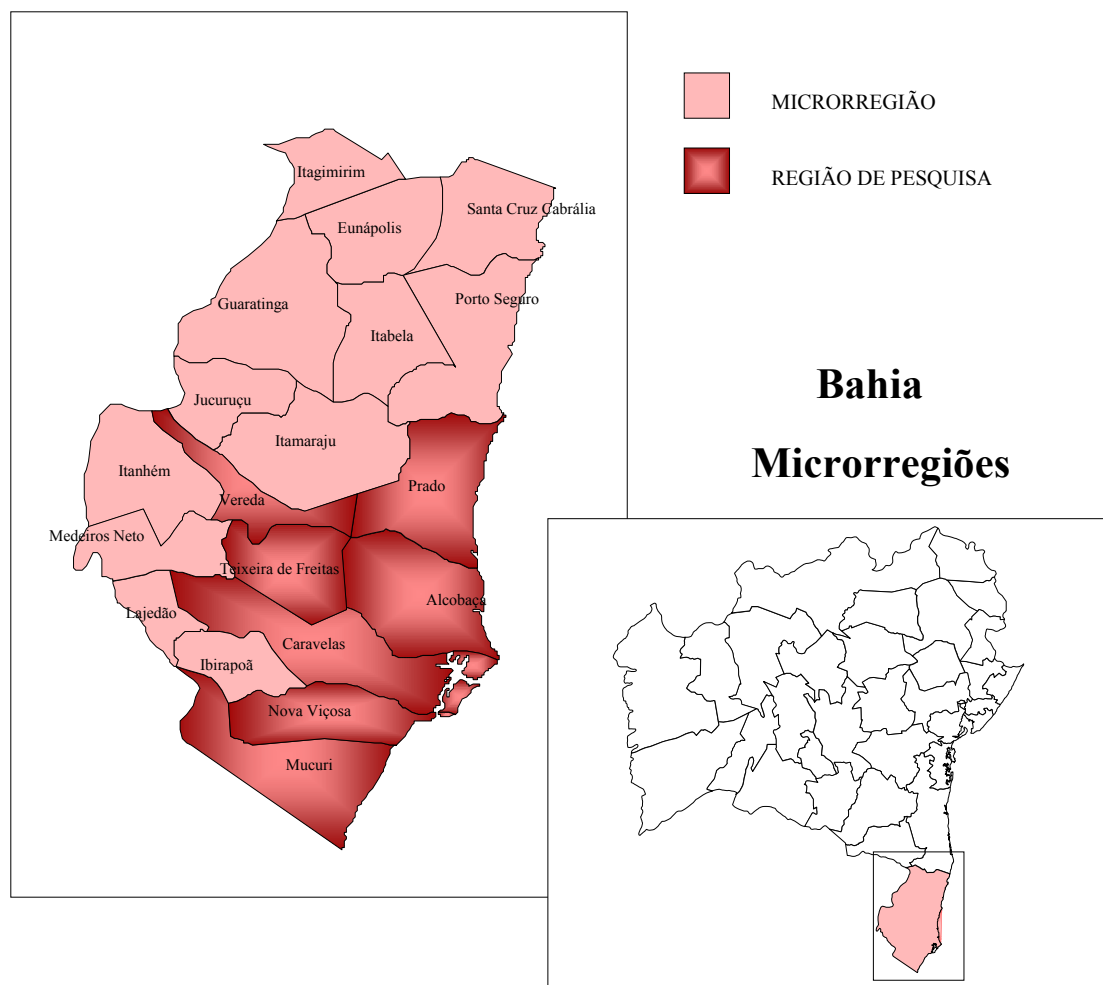 MICRORREGIÃO
REGIÃO DE PESQUISA
Itagimirim
Santa Cruz Cabrália
Eunápolis
Guaratinga
Porto Seguro
Itabela
Jucuruçu
Itamaraju
Itanhém
Prado
Vereda
Medeiros Neto
Teixeira de Freitas
Alcobaça
Lajedão
Caravelas
Ibirapoã
Nova Viçosa
Mucuri
Bahia
Microrregiões